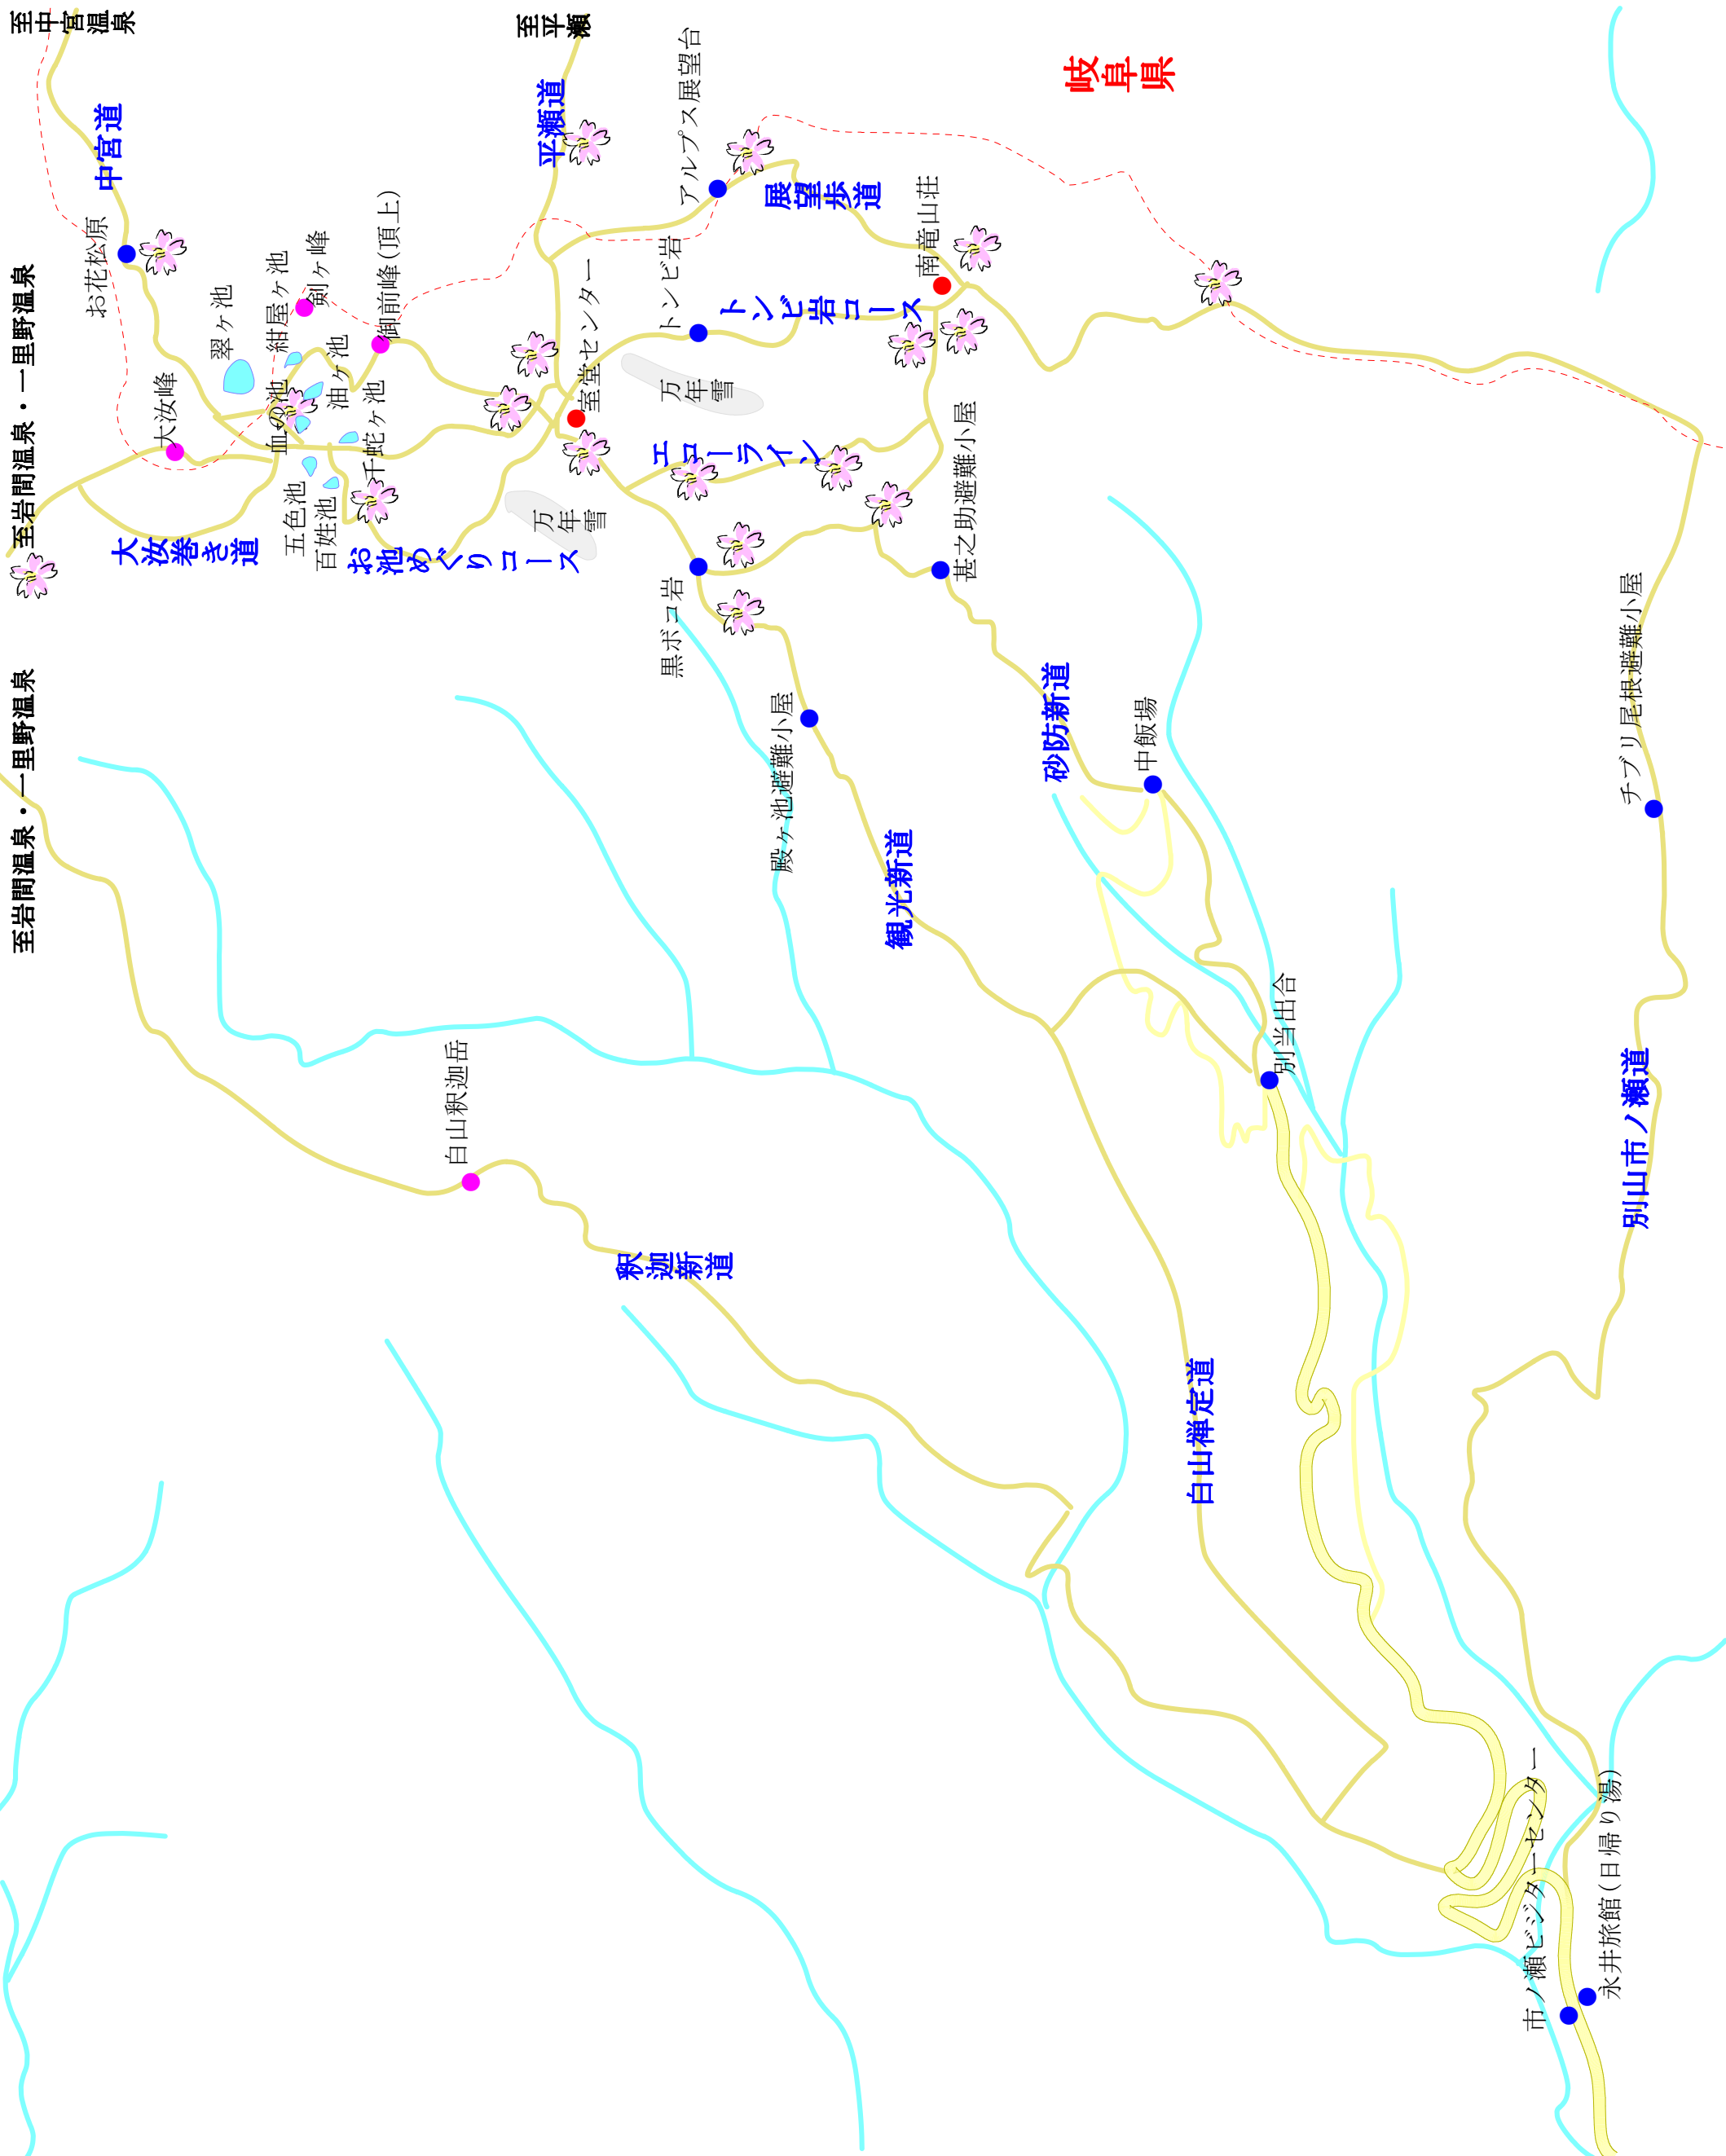 至中宮温泉
至平瀬
岐阜県
中宮道
平瀬道
アルプス展望台
展望歩道
お花松原
翠ヶ池
紺屋ヶ池
剣ヶ峰
御前峰(頂上)
南竜山荘
トンビ岩
トンビ岩コース
室堂センター
至岩間温泉・一里野温泉
大汝峰
血の池
油ヶ池
千蛇ヶ池
万年雪
エコーライン
五色池
百姓池
万年雪
大汝巻き道
お池めぐりコース
甚之助避難小屋
黒ボコ岩
至岩間温泉・一里野温泉
殿ヶ池避難小屋
砂防新道
中飯場
チブリ尾根避難小屋
観光新道
別当出合
白山釈迦岳
別山市ノ瀬道
釈迦新道
白山禅定道
市ノ瀬ビジターセンター
永井旅館(日帰り湯)